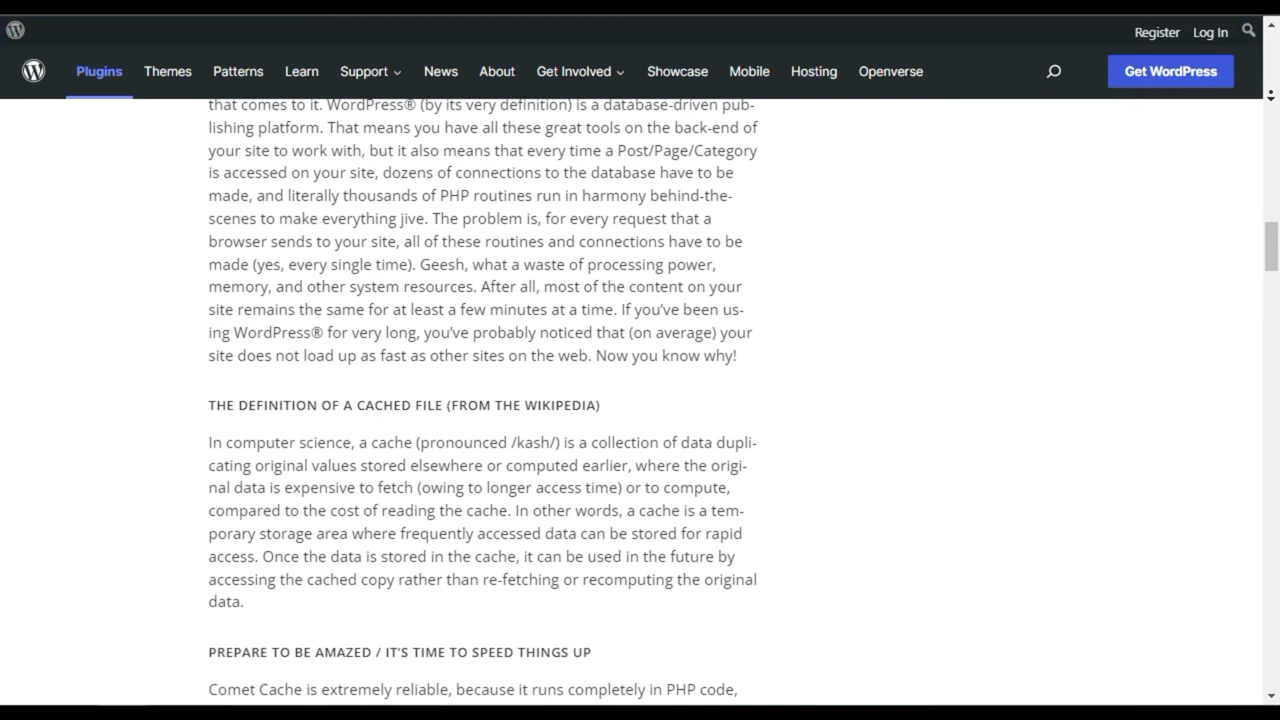 Register Log In
Plugins Themes Patterns Learn Support News About Get Involved Showcase Mobile Hosting Openverse Get WordPress
that comes to it. WordPress® (by its very definition) is a database-driven pub-
lishing platform. That means you have all these great tools on the back-end of
your site to work with, but it also means that every time a Post/Page/Category
is accessed on your site, dozens of connections to the database have to be
made, and literally thousands of PHP routines run in harmony behind-the-
scenes to make everything jive. The problem is, for every request that a
browser sends to your site, all of these routines and connections have to be
made (yes, every single time). Geesh, what a waste of processing power,
memory, and other system resources. After all, most of the content on your
site remains the same for at least a few minutes at a time. If you’ve been us-
ing WordPress® for very long, you’ve probably noticed that (on average) your
site does not load up as fast as other sites on the web. Now you know why!
THE DEFINITION OF A CACHED FILE (FROM THE WIKIPEDIA)
In computer science, a cache (pronounced /kash/) is a collection of data dupli-
cating original values stored elsewhere or computed earlier, where the origi-
nal data is expensive to fetch (owing to longer access time) or to compute,
compared to the cost of reading the cache. In other words, a cache is a tem-
porary storage area where frequently accessed data can be stored for rapid
access. Once the data is stored in the cache, it can be used in the future by
accessing the cached copy rather than re-fetching or recomputing the original
data.
PREPARE TO BE AMAZED / IT’S TIME TO SPEED THINGS UP
Comet Cache is extremely reliable, because it runs completely in PHP code,